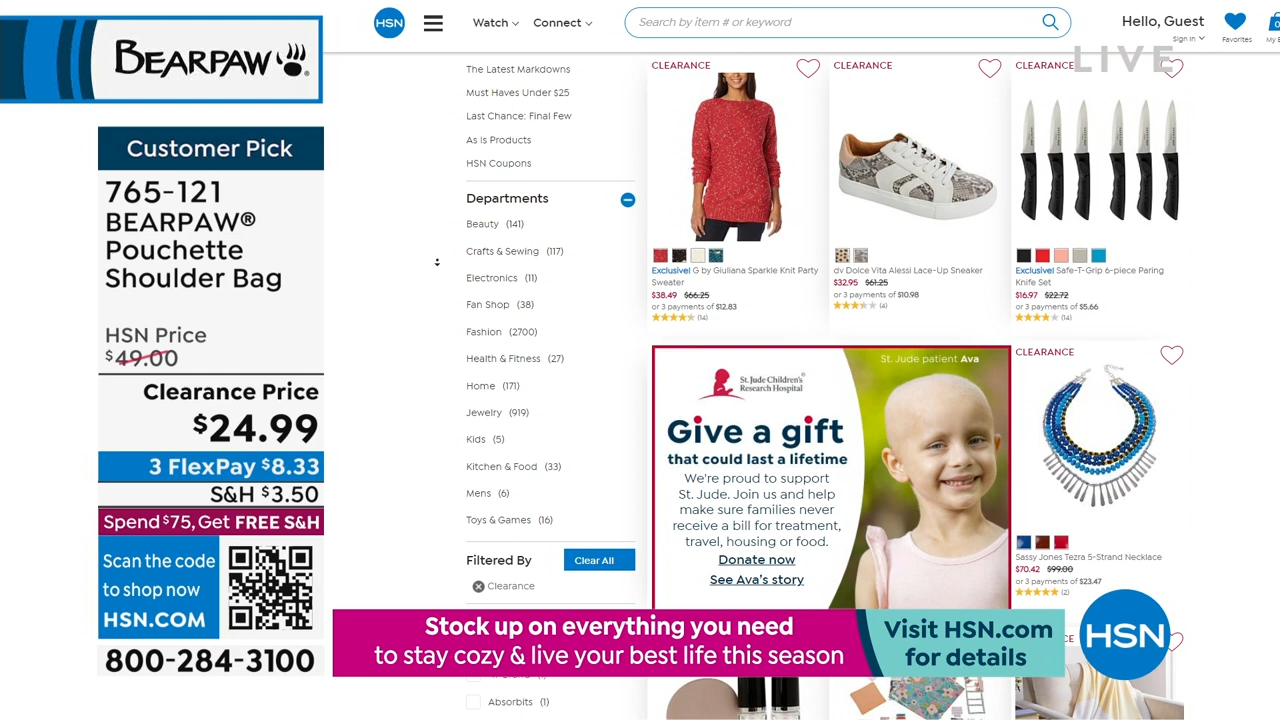 BEARPAW®
Customer Pick
765-121
BEARPAW®
Pouchette
Shoulder Bag
HSN Price
$49.00
Clearance Price
$24.99
3 FlexPay $8.33
S&H $3.50
Spend $75, Get FREE S&H
Scan the code
to shop now
HSN.COM
800-284-3100
HSN
Watch
Connect
Search by item # or keyword
Hello, Guest
Sign In
Favorites
0
My B
LIVE
The Latest Markdowns
Must Haves Under $25
Last Chance: Final Few
As Is Products
HSN Coupons
Departments
Beauty (141)
Crafts & Sewing (117)
Electronics (11)
Fan Shop (38)
Fashion (2700)
Health & Fitness (27)
Home (171)
Jewelry (919)
Kids (5)
Kitchen & Food (33)
Mens (6)
Toys & Games (16)
Filtered By
Clear All
Clearance
Absorbits (1)
CLEARANCE
Exclusive! G by Giuliana Sparkle Knit Party
Sweater
$38.49 $66.25
or 3 payments of $12.83
(14)
CLEARANCE
dv Dolce Vita Alessi Lace-Up Sneaker
$32.95 $61.25
or 3 payments of $10.98
(4)
CLEARANCE
Exclusive! Safe-T-Grip 6-piece Paring
Knife Set
$16.97 $22.72
or 3 payments of $5.66
(14)
St. Jude patient Ava
St. Jude Children's
Research Hospital
Give a gift
that could last a lifetime
We're proud to support
St. Jude. Join us and help
make sure families never
receive a bill for treatment,
travel, housing or food.
Donate now
See Ava's story
CLEARANCE
Sassy Jones Tezra 5-Strand Necklace
$70.42 $99.00
or 3 payments of $23.47
(2)
Stock up on everything you need
to stay cozy & live your best life this season
Visit HSN.com
for details
HSN